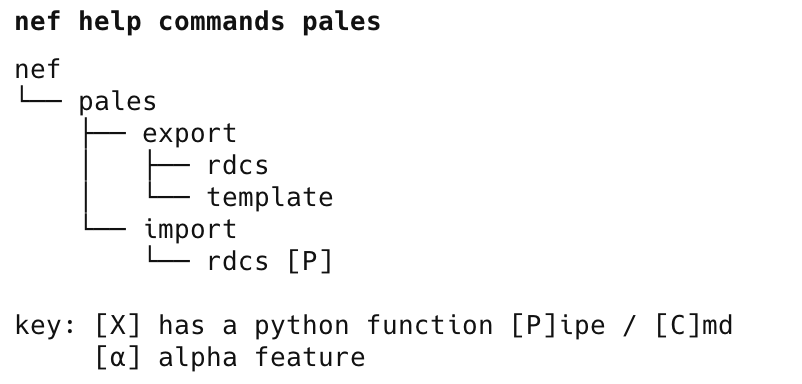 nef help commands pales
nef
└── pales
    ├── export
    │   ├── rdcs
    │   └── template
    └── import
        └── rdcs [P]
key: [X] has a python function [P]ipe / [C]md
     [α] alpha feature